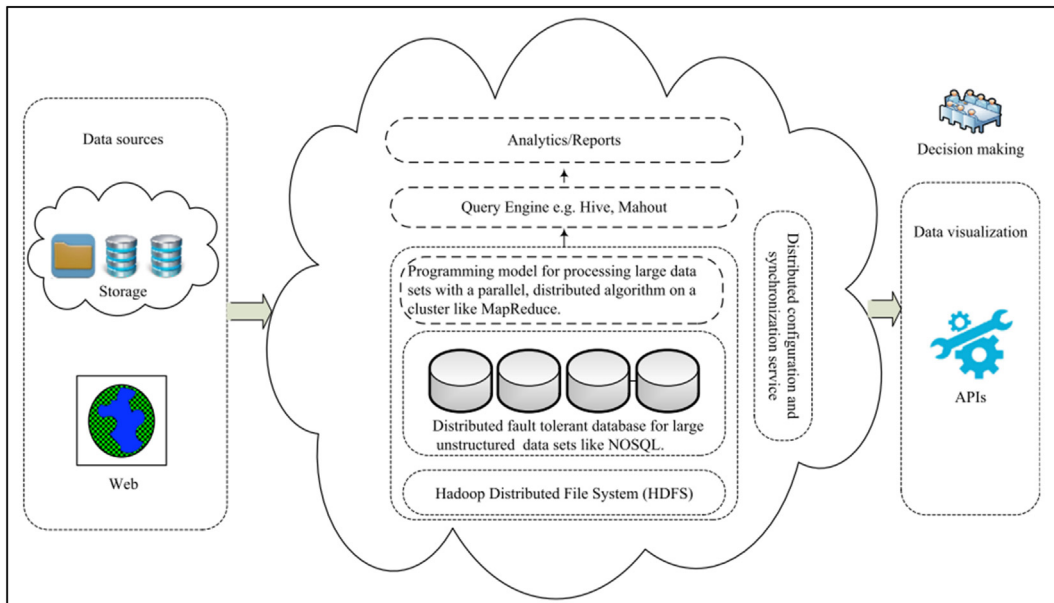 Data sources
Storage
Web
Analytics/Reports
Query Engine e.g. Hive, Mahout
Programming model for processing large data
sets with a parallel, distributed algorithm on a
cluster like MapReduce.
Distributed fault tolerant database for large
unstructured data sets like NOSQL.
Hadoop Distributed File System (HDFS)
Distributed configuration and
synchronization service
Decision making
Data visualization
APIs